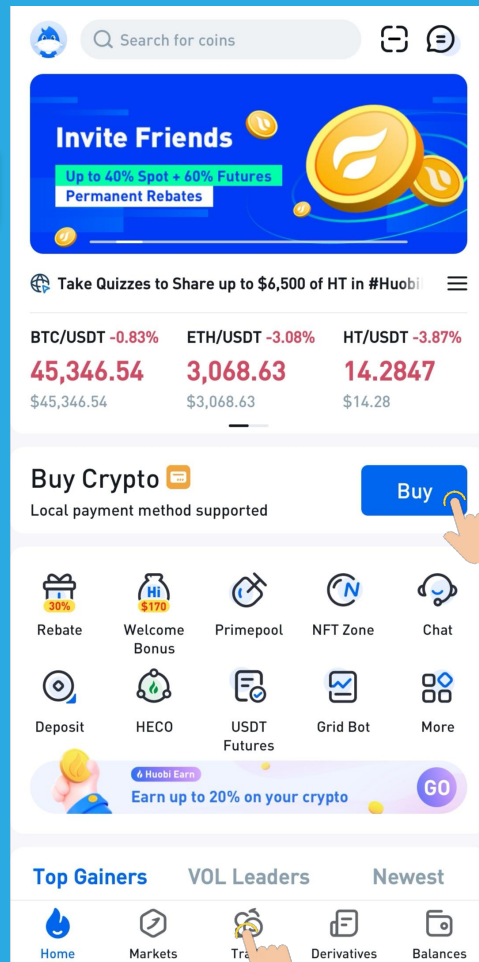 Search for coins
Invite Friends
Up to 40% Spot + 60% Futures
Permanent Rebates
Take Quizzes to Share up to $6,500 of HT in #Huobi
BTC/USDT -0.83% ETH/USDT -3.08% HT/USDT -3.87%
45,346.54 3,068.63 14.2847
$45,346.54 $3,068.63 $14.28
Buy Crypto
Local payment method supported
Buy
30% Hi $170 N
Rebate Welcome Bonus Primepool NFT Zone Chat
Deposit HECO USDT Futures Grid Bot More
Huobi Earn
Earn up to 20% on your crypto
GO
Top Gainers VOL Leaders Newest
Home Markets Derivatives Balances